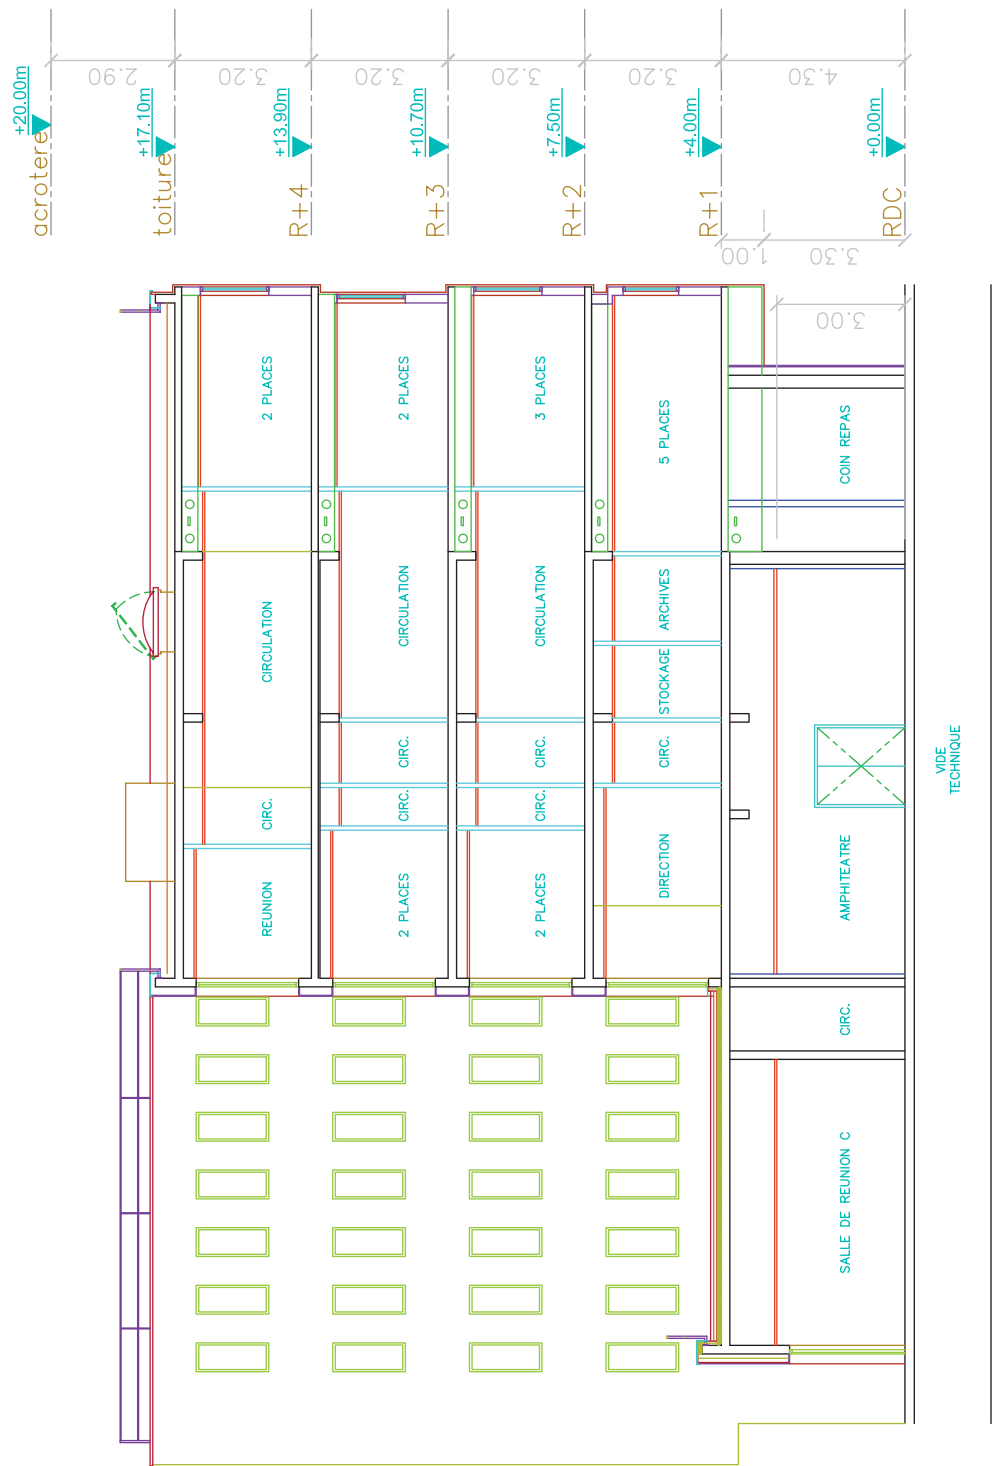 acrotere
+20.00m
2.90
toiture
+17.10m
3.20
R+4
+13.90m
3.20
R+3
+10.70m
3.20
R+2
+7.50m
3.20
R+1
+4.00m
4.30
RDC
+0.00m
1.00
3.30
3.00
REUNION
CIRC.
CIRCULATION
2 PLACES
2 PLACES
CIRC.
CIRC.
CIRCULATION
2 PLACES
2 PLACES
CIRC.
CIRC.
CIRCULATION
3 PLACES
DIRECTION
CIRC.
STOCKAGE
ARCHIVES
5 PLACES
SALLE DE REUNION C
CIRC.
AMPHITEATRE
COIN REPAS
VIDE
TECHNIQUE